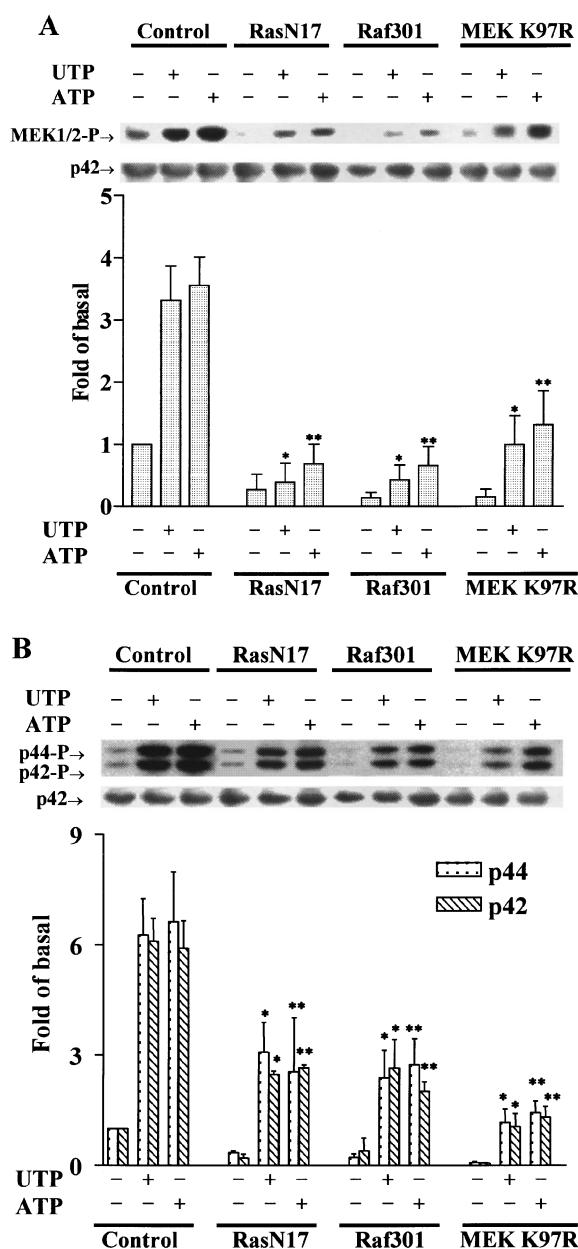 A
Control RasN17 Raf301 MEK K97R
UTP – + – – + – – + – – + –
ATP – – + – – + – – + – – +
MEK1/2-P→
p42→
Fold of basal
5
4
3
2
1
0
* ** * ** * **
UTP – + – – + – – + – – + –
ATP – – + – – + – – + – – +
Control RasN17 Raf301 MEK K97R
B
Control RasN17 Raf301 MEK K97R
UTP – + – – + – – + – – + –
ATP – – + – – + – – + – – +
p44-P→
p42-P→
p42→
Fold of basal
9
6
3
0
p44
p42
* * ** ** * * ** ** * * ** **
UTP – + – – + – – + – – + –
ATP – – + – – + – – + – – +
Control RasN17 Raf301 MEK K97R